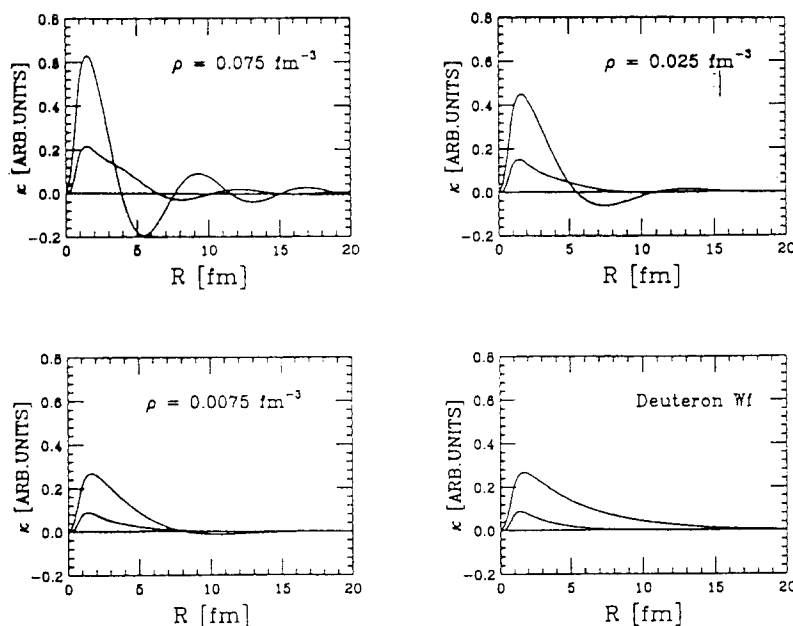 κ [ARB.UNITS]
0.8
0.6
0.4
0.2
0.0
−0.2
ρ = 0.075 fm⁻³
0 5 10 15 20
R [fm]
κ [ARB.UNITS]
0.8
0.6
0.4
0.2
0.0
−0.2
ρ = 0.025 fm⁻³
0 5 10 15 20
R [fm]
κ [ARB.UNITS]
0.8
0.6
0.4
0.2
0.0
−0.2
ρ = 0.0075 fm⁻³
0 5 10 15 20
R [fm]
κ [ARB.UNITS]
0.8
0.6
0.4
0.2
0.0
−0.2
Deuteron Wf
0 5 10 15 20
R [fm]